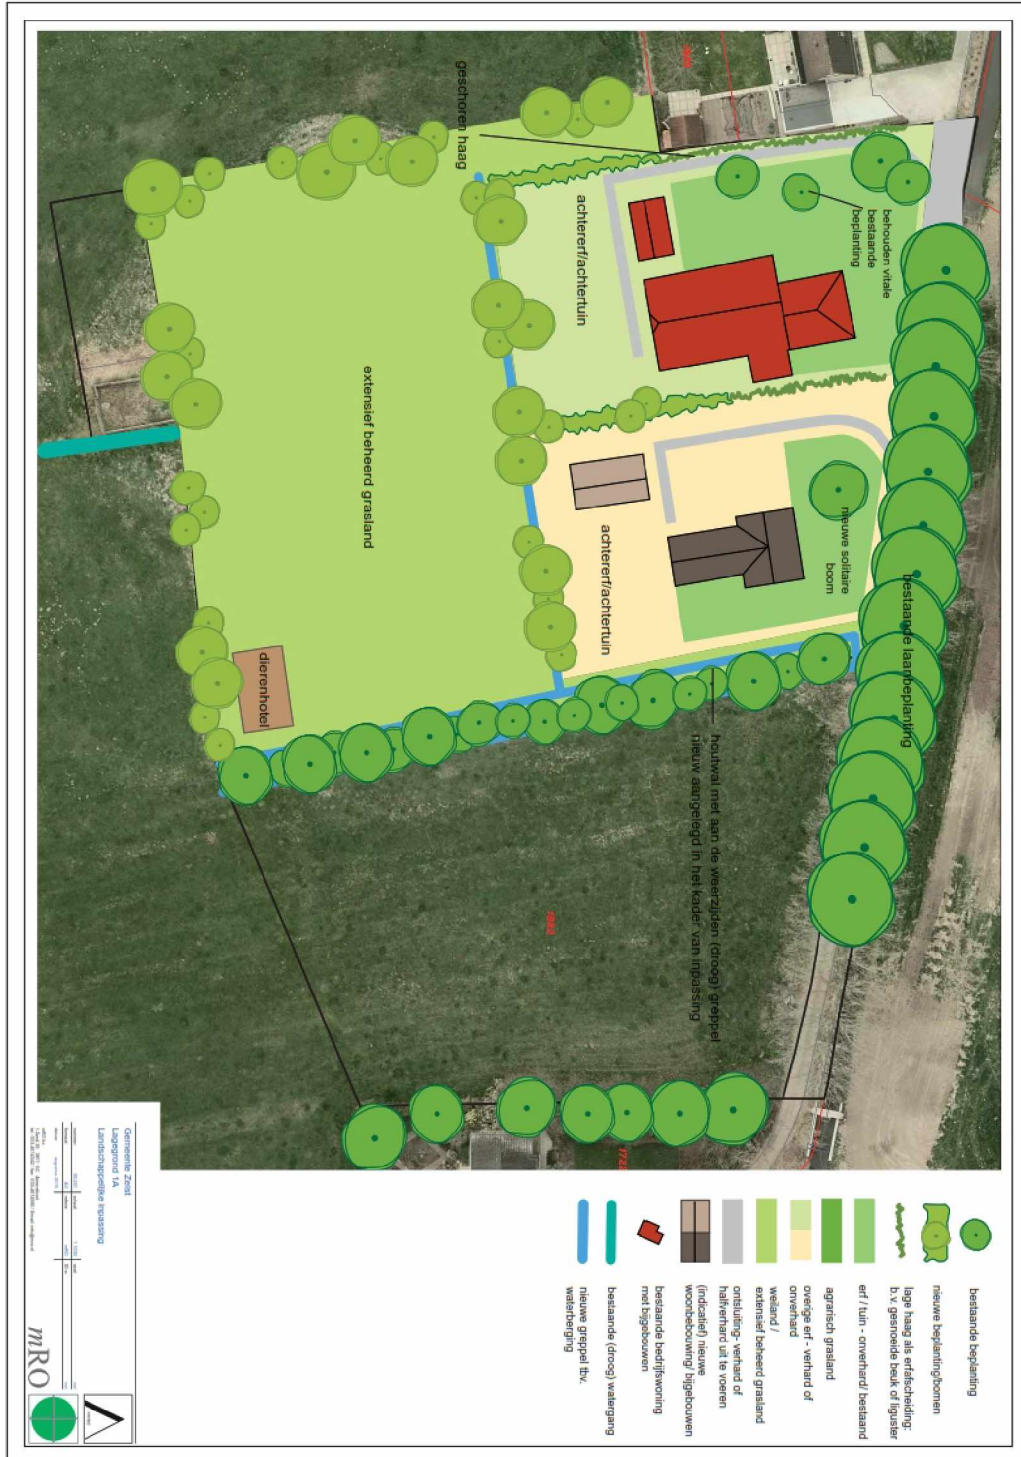 geschoren haag
achtererf/achtertuin
behouden vitale
bestaande
beplanting
extensief beheerd grasland
achtererf/achtertuin
nieuwe solitaire
boom
bestaande laanbeplanting
dierenhotel
houtwal met aan de weerzijden (droog) greppel
nieuw aangelegd in het kader van inpassing
1882
bestaande beplanting
nieuwe beplanting/bomen
lage haag als erfafscheiding:
b.v. gesnoeide beuk of liguster
erf / tuin - onverhard/ bestaand
agrarisch grasland
overige erf - verhard of
onverhard
weiland /
extensief beheerd grasland
ontsluiting- verhard of
halfverhard uit te voeren
(indicatief) nieuwe
woonbebouwing/ bijgebouwen
bestaande bedrijfswoning
met bijgebouwen
bestaande (droog) watergang
nieuwe greppel tbv.
waterberging
Gemeente Zeist
Lagegrond 1A
Landschappelijke inpassing
mRO